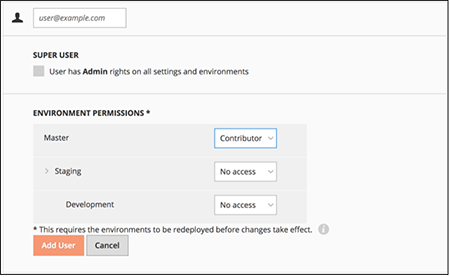 user@example.com
SUPER USER
User has Admin rights on all settings and environments
ENVIRONMENT PERMISSIONS *
Master Contributor
Staging No access
Development No access
* This requires the environments to be redeployed before changes take effect. i
Add User Cancel